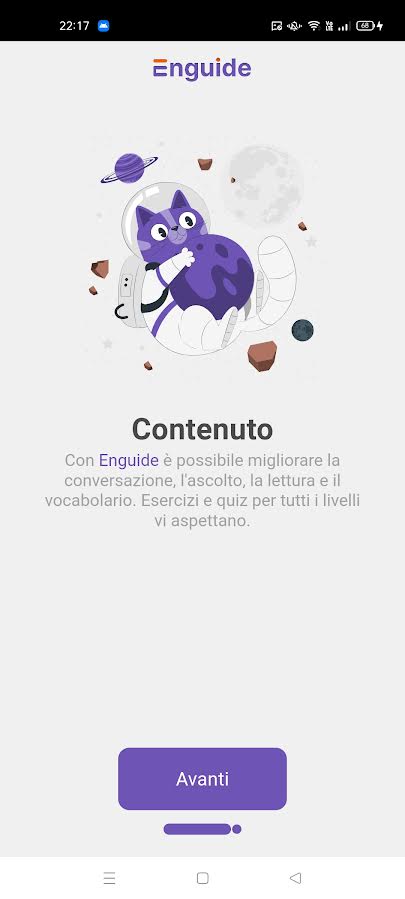 22:17
Enguide
Contenuto
Con Enguide è possibile migliorare la
conversazione, l'ascolto, la lettura e il
vocabolario. Esercizi e quiz per tutti i livelli
vi aspettano.
Avanti